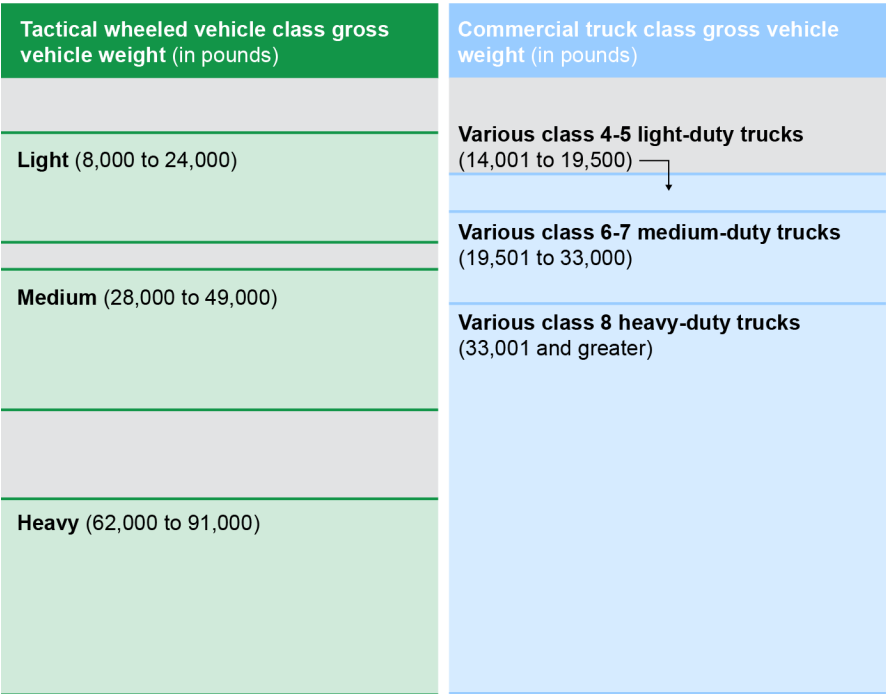 Tactical wheeled vehicle class gross
vehicle weight (in pounds)
Light (8,000 to 24,000)
Medium (28,000 to 49,000)
Heavy (62,000 to 91,000)
Commercial truck class gross vehicle
weight (in pounds)
Various class 4-5 light-duty trucks
(14,001 to 19,500)
Various class 6-7 medium-duty trucks
(19,501 to 33,000)
Various class 8 heavy-duty trucks
(33,001 and greater)